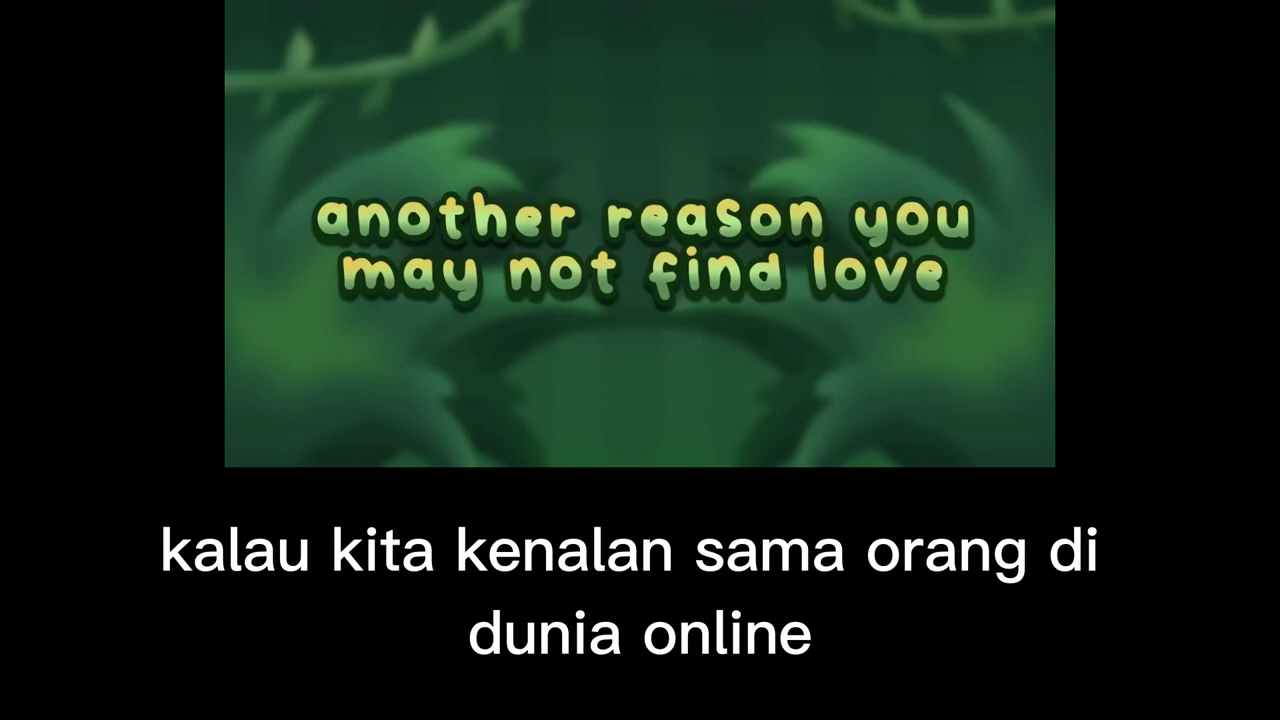 another reason you
may not find love
kalau kita kenalan sama orang di
dunia online